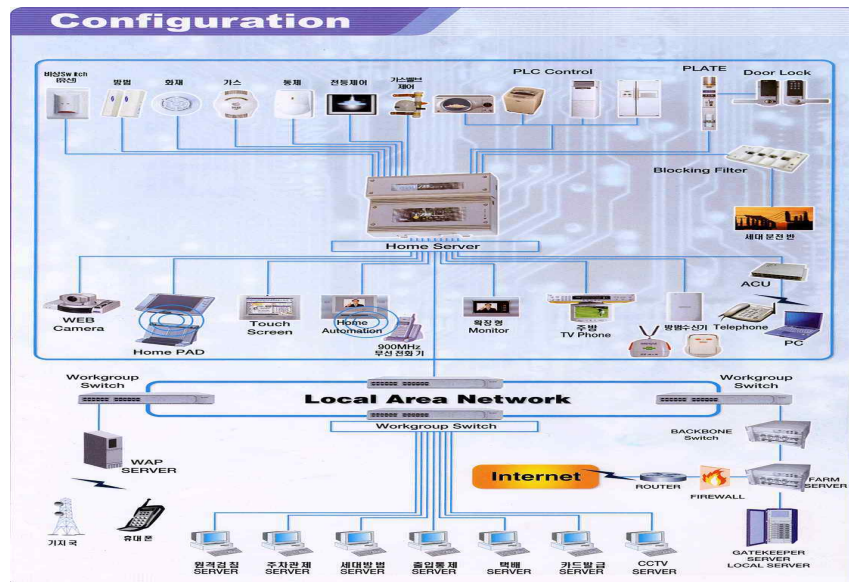 Configuration
비상Switch
(유선)
방범
화재
가스
동체
전등제어
가스밸브
제어
PLC Control
PLATE
Door Lock
Blocking Filter
세대 분전 반
Home Server
ACU
WEB
Camera
Home PAD
Touch
Screen
Home
Automation
900MHz
무선 전화 기
확장 형
Monitor
주방
TV Phone
방범수신기
Telephone
PC
Workgroup
Switch
Workgroup
Switch
Local Area Network
Workgroup Switch
BACKBONE
Switch
WAP
SERVER
Internet
ROUTER
FIREWALL
FARM
SERVER
기지 국
휴대 폰
GATEKEEPER
SERVER
LOCAL SERVER
원격검침
SERVER
주차관 제
SERVER
세대방 범
SERVER
출입통 제
SERVER
택배
SERVER
카드발 급
SERVER
CCTV
SERVER